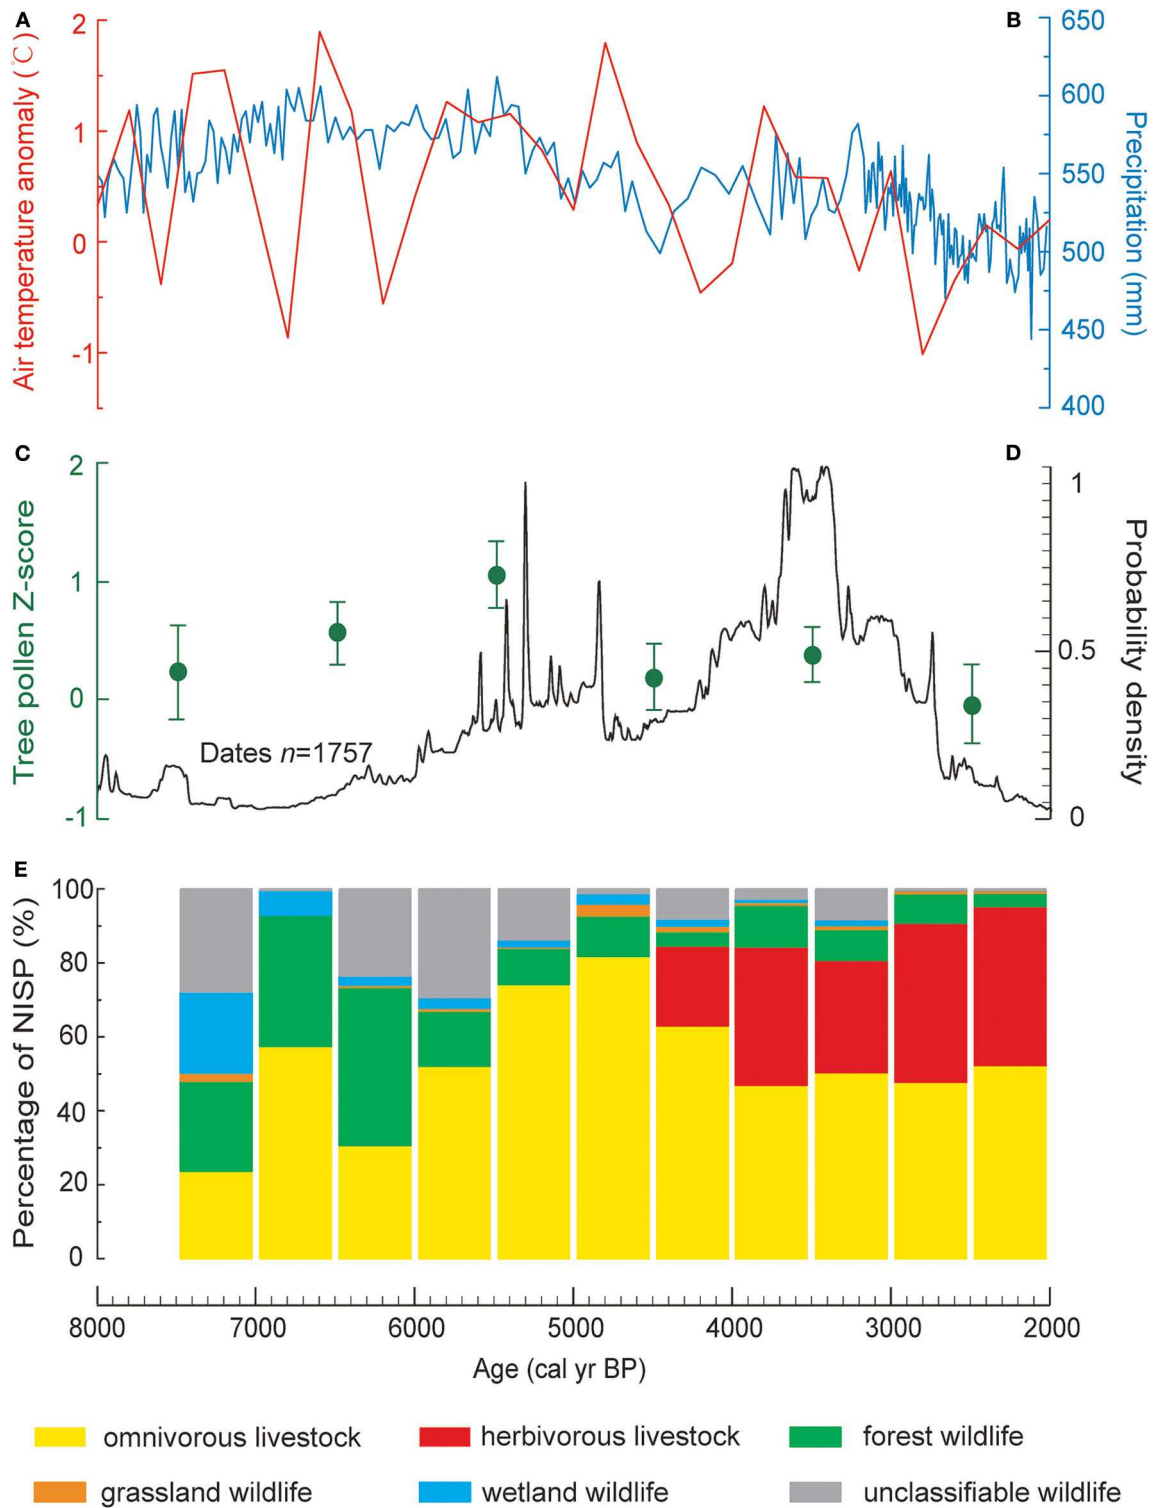 A
B
Air temperature anomaly (℃)
2
1
0
-1
Precipitation (mm)
650
600
550
500
450
400
C
D
Tree pollen Z-score
2
1
0
-1
Dates n=1757
Probability density
1
0.5
0
E
Percentage of NISP (%)
100
80
60
40
20
0
8000 7000 6000 5000 4000 3000 2000
Age (cal yr BP)
omnivorous livestock herbivorous livestock forest wildlife
grassland wildlife wetland wildlife unclassifiable wildlife